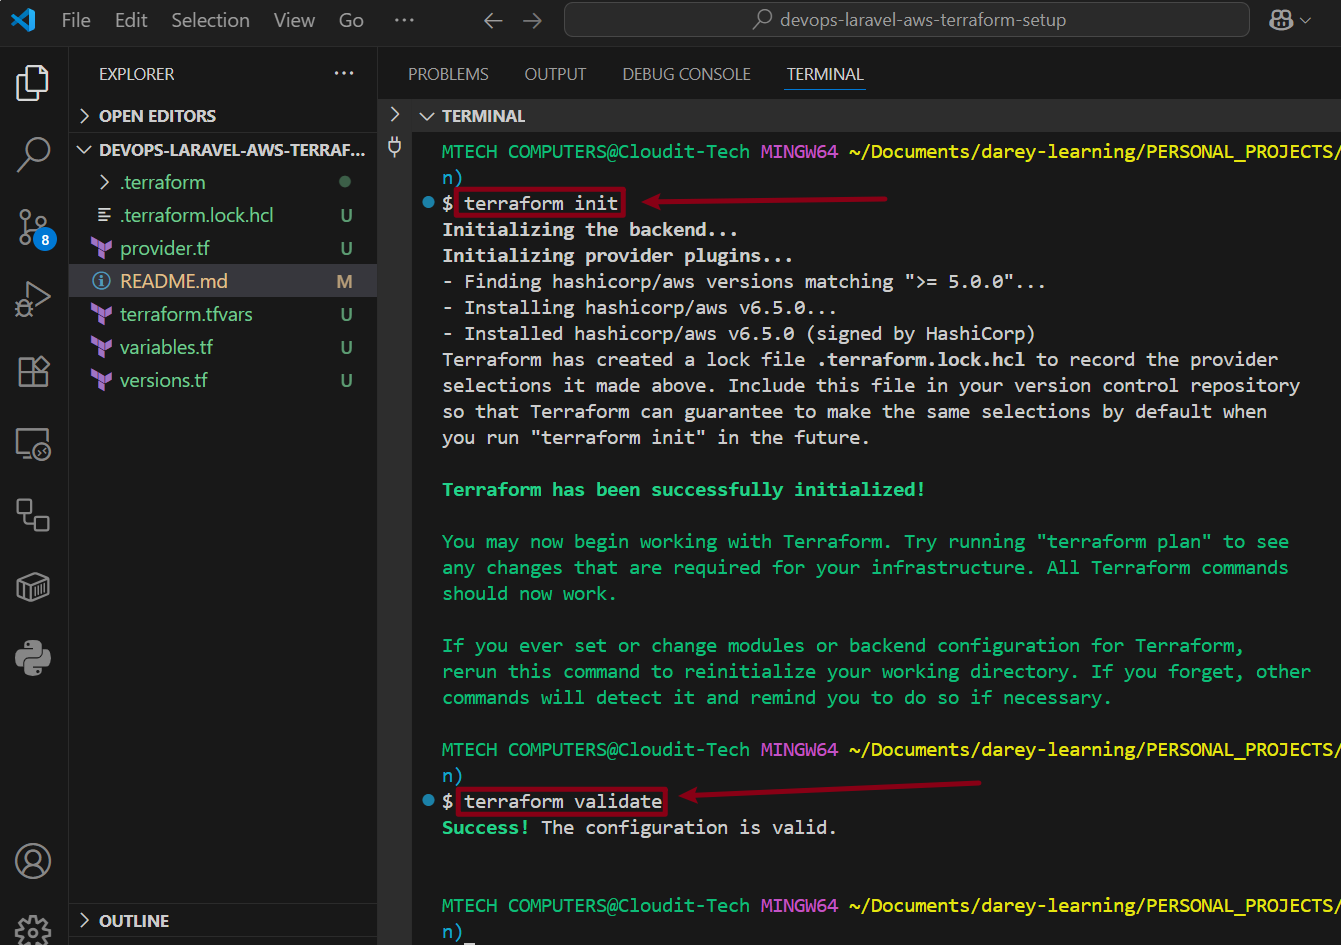 File Edit Selection View Go ··· devops-laravel-aws-terraform-setup
EXPLORER ···
OPEN EDITORS
DEVOPS-LARAVEL-AWS-TERRAF...
.terraform
.terraform.lock.hcl U
provider.tf U
README.md M
terraform.tfvars U
variables.tf U
versions.tf U
8
OUTLINE
PROBLEMS OUTPUT DEBUG CONSOLE TERMINAL
TERMINAL
MTECH COMPUTERS@Cloudit-Tech MINGW64 ~/Documents/darey-learning/PERSONAL_PROJECTS/
n)
$ terraform init
Initializing the backend...
Initializing provider plugins...
- Finding hashicorp/aws versions matching ">= 5.0.0"...
- Installing hashicorp/aws v6.5.0...
- Installed hashicorp/aws v6.5.0 (signed by HashiCorp)
Terraform has created a lock file .terraform.lock.hcl to record the provider
selections it made above. Include this file in your version control repository
so that Terraform can guarantee to make the same selections by default when
you run "terraform init" in the future.
Terraform has been successfully initialized!
You may now begin working with Terraform. Try running "terraform plan" to see
any changes that are required for your infrastructure. All Terraform commands
should now work.
If you ever set or change modules or backend configuration for Terraform,
rerun this command to reinitialize your working directory. If you forget, other
commands will detect it and remind you to do so if necessary.
MTECH COMPUTERS@Cloudit-Tech MINGW64 ~/Documents/darey-learning/PERSONAL_PROJECTS/
n)
$ terraform validate
Success! The configuration is valid.
MTECH COMPUTERS@Cloudit-Tech MINGW64 ~/Documents/darey-learning/PERSONAL_PROJECTS/
n)